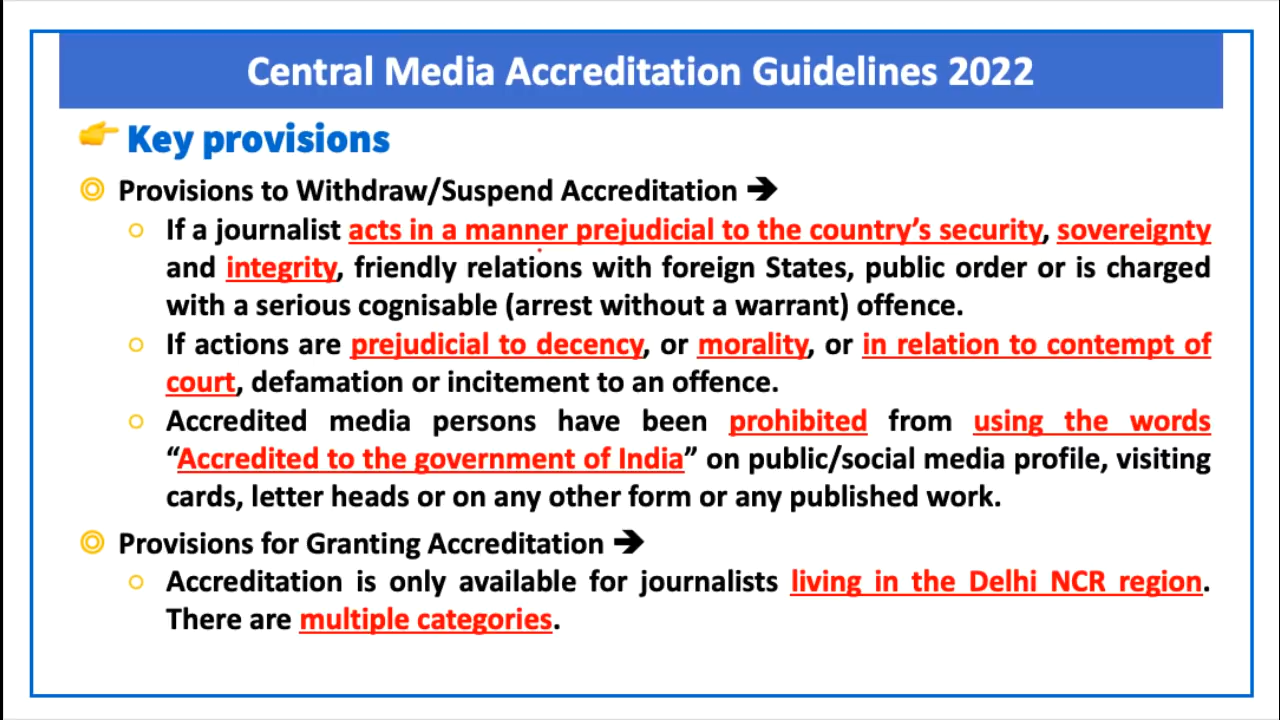 Central Media Accreditation Guidelines 2022
👉 Key provisions
◎ Provisions to Withdraw/Suspend Accreditation ➔
○ If a journalist acts in a manner prejudicial to the country’s security, sovereignty
and integrity, friendly relations with foreign States, public order or is charged
with a serious cognisable (arrest without a warrant) offence.
○ If actions are prejudicial to decency, or morality, or in relation to contempt of
court, defamation or incitement to an offence.
○ Accredited media persons have been prohibited from using the words
“Accredited to the government of India” on public/social media profile, visiting
cards, letter heads or on any other form or any published work.
◎ Provisions for Granting Accreditation ➔
○ Accreditation is only available for journalists living in the Delhi NCR region.
There are multiple categories.